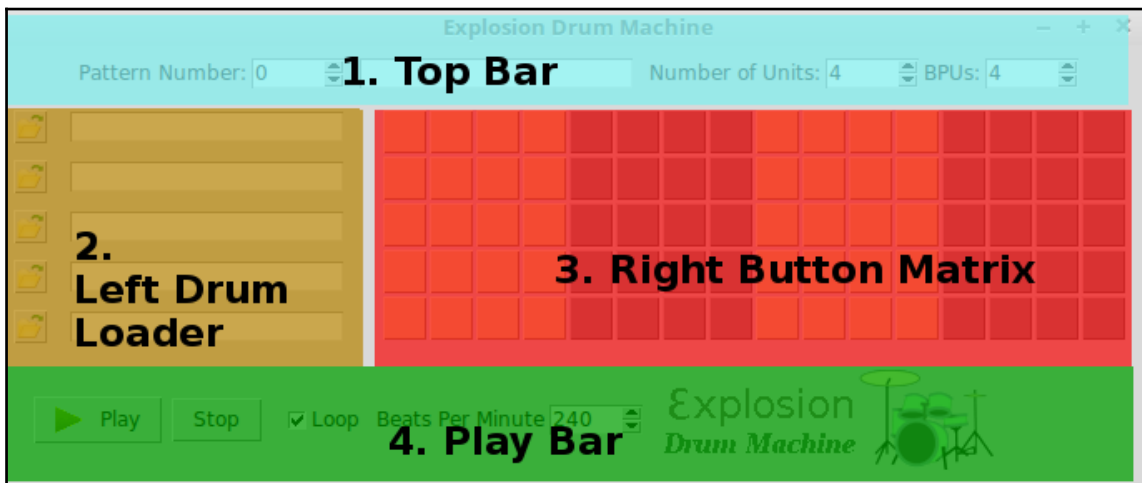 Explosion Drum Machine
Pattern Number: 0 1. Top Bar Number of Units: 4 BPUs: 4
2.
Left Drum
Loader
3. Right Button Matrix
Play Stop Loop Beats Per Minute 240
4. Play Bar
Ɛxplosion
Drum Machine